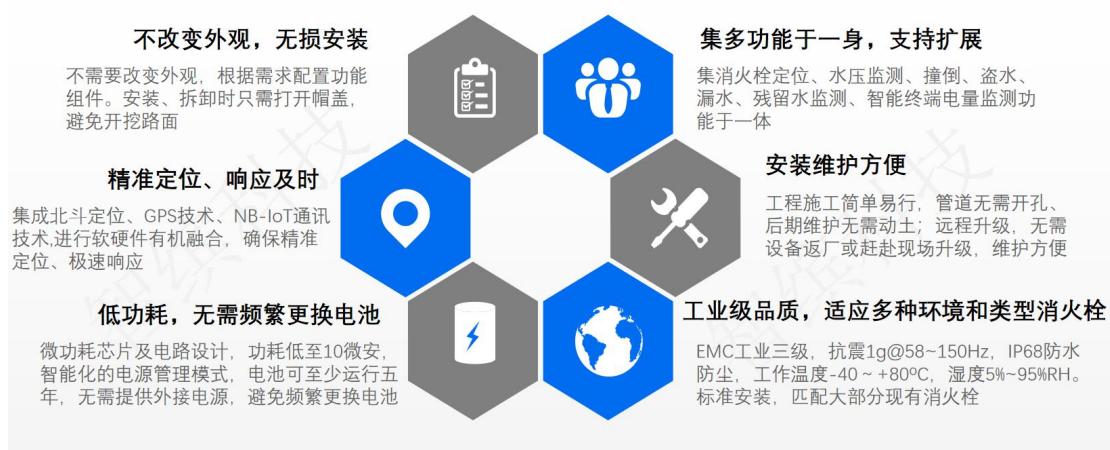 不改变外观，无损安装
不需要改变外观，根据需求配置功能
组件。安装、拆卸时只需打开帽盖，
避免开挖路面
集多功能于一身，支持扩展
集消火栓定位、水压监测、撞倒、盗水、
漏水、残留水监测、智能终端电量监测功
能于一体
精准定位、响应及时
集成北斗定位、GPS技术、NB-IoT通讯
技术,进行软硬件有机融合，确保精准
定位、极速响应
安装维护方便
工程施工简单易行，管道无需开孔、
后期维护无需动土；远程升级，无需
设备返厂或赶赴现场升级，维护方便
低功耗，无需频繁更换电池
微功耗芯片及电路设计，功耗低至10微安，
智能化的电源管理模式，电池可至少运行五
年，无需提供外接电源，避免频繁更换电池
工业级品质，适应多种环境和类型消火栓
EMC工业三级，抗震1g@58~150Hz，IP68防水
防尘，工作温度-40～+80ºC，湿度5%~95%RH。
标准安装，匹配大部分现有消火栓